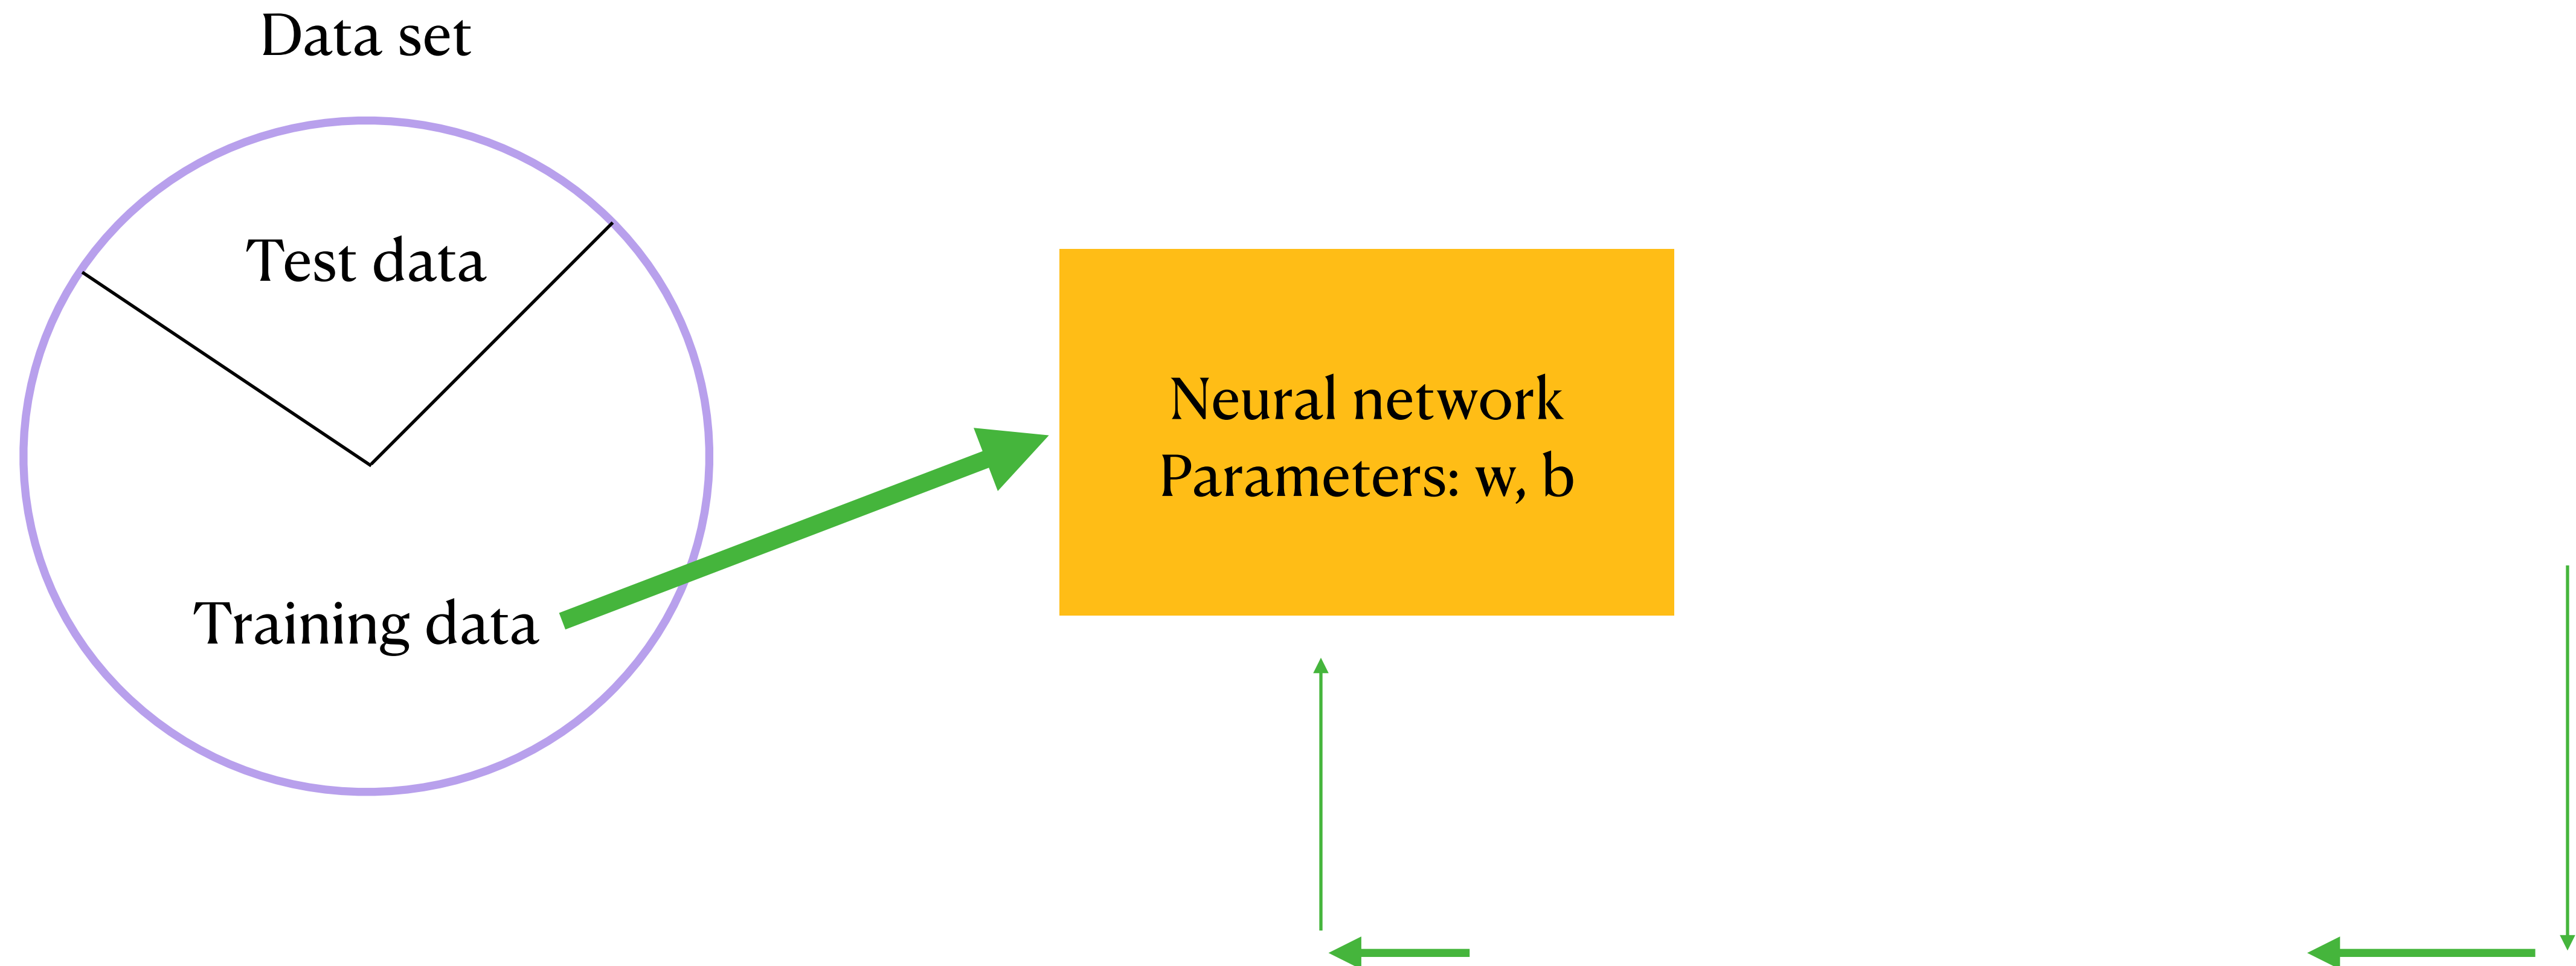 Data set
Test data
Training data
Neural network
Parameters: w, b